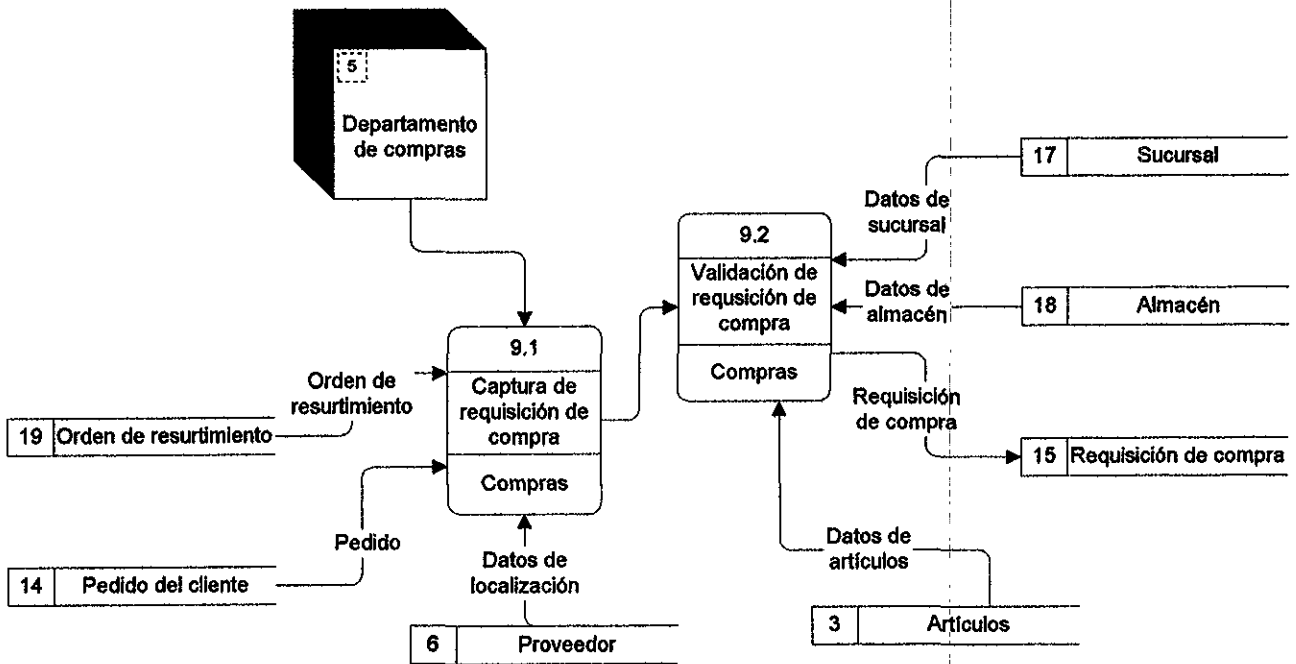 5
Departamento
de compras
17 Sucursal
Datos de
sucursal
9.2
Validación de
requsición de
compra
Compras
Datos de
almacén
18 Almacén
9.1
Captura de
requisición de
compra
Compras
Orden de
resurtimiento
19 Orden de resurtimiento
Requisición
de compra
15 Requisición de compra
Pedido
14 Pedido del cliente
Datos de
localización
6 Proveedor
Datos de
artículos
3 Artículos